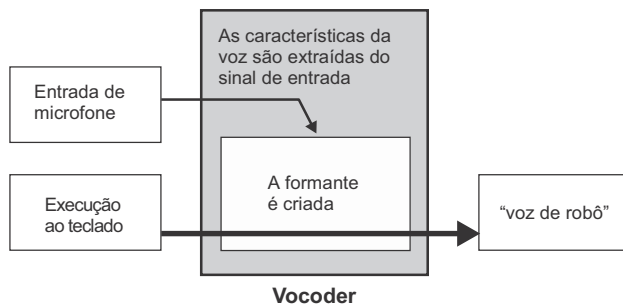 As características da
voz são extraídas do
sinal de entrada
Entrada de
microfone
A formante
é criada
Execução
ao teclado
“voz de robô”
Vocoder